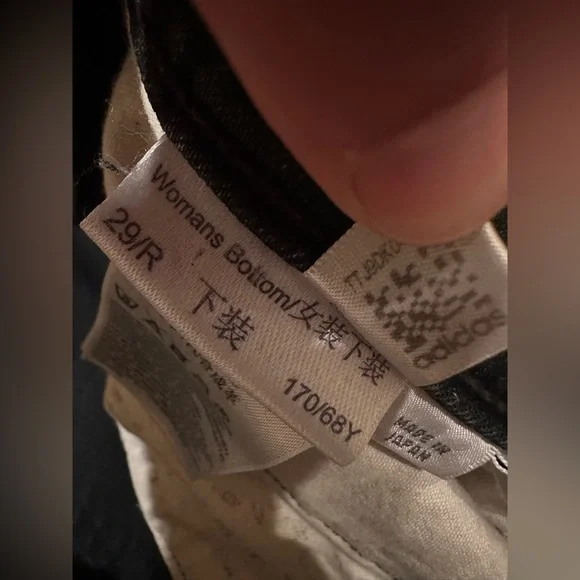 Womans Bottom/女装下装
29/R
下装
170/68Y
adidas
MADE IN
JAPAN